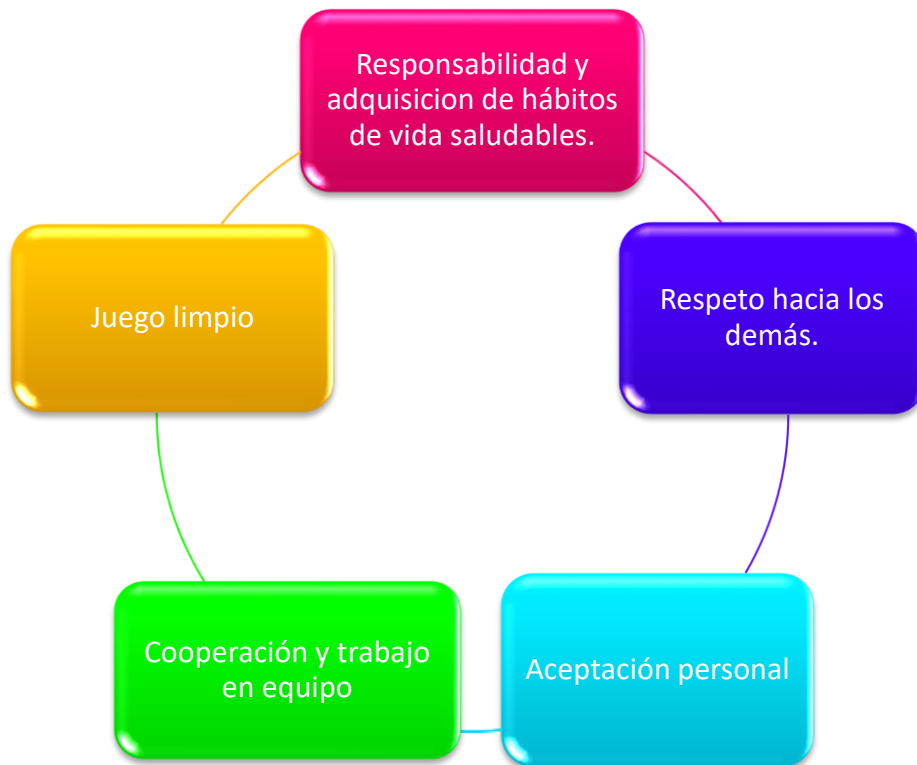 Responsabilidad y
adquisicion de hábitos
de vida saludables.
Respeto hacia los
demás.
Aceptación personal
Cooperación y trabajo
en equipo
Juego limpio